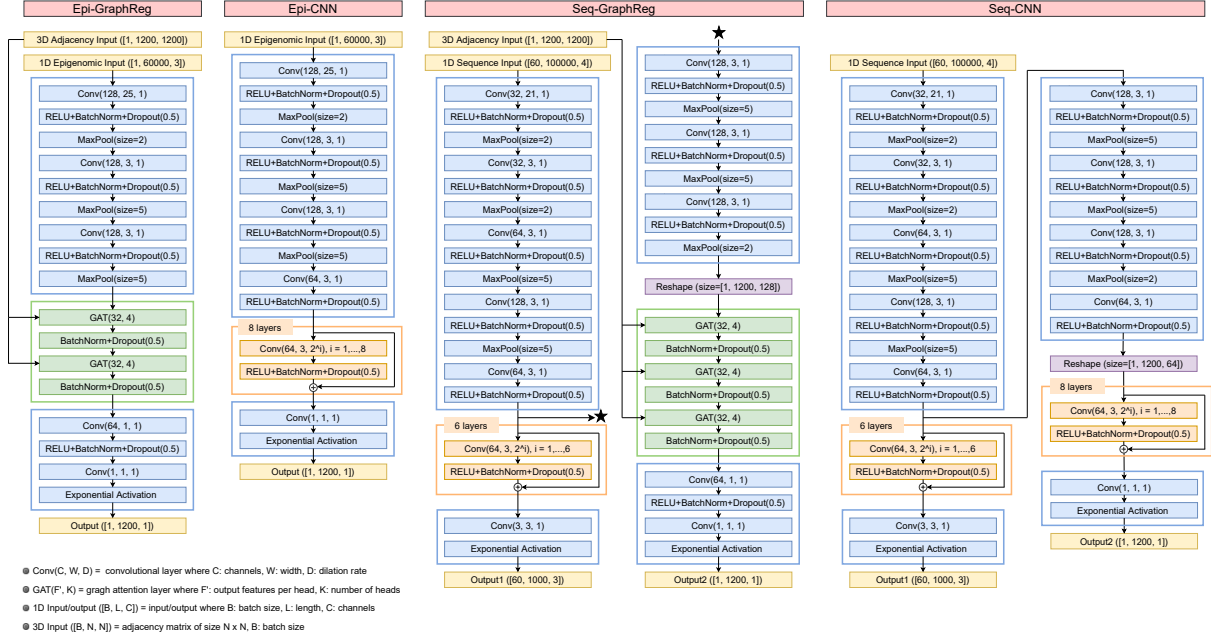 Epi-GraphReg
3D Adjacency Input ([1, 1200, 1200])
1D Epigenomic Input ([1, 60000, 3])
Conv(128, 25, 1)
RELU+BatchNorm+Dropout(0.5)
MaxPool(size=2)
Conv(128, 3, 1)
RELU+BatchNorm+Dropout(0.5)
MaxPool(size=5)
Conv(128, 3, 1)
RELU+BatchNorm+Dropout(0.5)
MaxPool(size=5)
GAT(32, 4)
BatchNorm+Dropout(0.5)
GAT(32, 4)
BatchNorm+Dropout(0.5)
Conv(64, 1, 1)
RELU+BatchNorm+Dropout(0.5)
Conv(1, 1, 1)
Exponential Activation
Output ([1, 1200, 1])
Epi-CNN
1D Epigenomic Input ([1, 60000, 3])
Conv(128, 25, 1)
RELU+BatchNorm+Dropout(0.5)
MaxPool(size=2)
Conv(128, 3, 1)
RELU+BatchNorm+Dropout(0.5)
MaxPool(size=5)
Conv(128, 3, 1)
RELU+BatchNorm+Dropout(0.5)
MaxPool(size=5)
Conv(64, 3, 1)
RELU+BatchNorm+Dropout(0.5)
8 layers
Conv(64, 3, 2^i), i = 1,...,8
RELU+BatchNorm+Dropout(0.5)
Conv(1, 1, 1)
Exponential Activation
Output ([1, 1200, 1])
Seq-GraphReg
3D Adjacency Input ([1, 1200, 1200])
1D Sequence Input ([60, 100000, 4])
Conv(32, 21, 1)
RELU+BatchNorm+Dropout(0.5)
MaxPool(size=2)
Conv(32, 3, 1)
RELU+BatchNorm+Dropout(0.5)
MaxPool(size=2)
Conv(64, 3, 1)
RELU+BatchNorm+Dropout(0.5)
MaxPool(size=5)
Conv(128, 3, 1)
RELU+BatchNorm+Dropout(0.5)
MaxPool(size=5)
Conv(64, 3, 1)
RELU+BatchNorm+Dropout(0.5)
6 layers
Conv(64, 3, 2^i), i = 1,...,6
RELU+BatchNorm+Dropout(0.5)
Conv(3, 3, 1)
Exponential Activation
Output1 ([60, 1000, 3])
Conv(128, 3, 1)
RELU+BatchNorm+Dropout(0.5)
MaxPool(size=5)
Conv(128, 3, 1)
RELU+BatchNorm+Dropout(0.5)
MaxPool(size=5)
Conv(128, 3, 1)
RELU+BatchNorm+Dropout(0.5)
MaxPool(size=2)
Reshape (size=[1, 1200, 128])
GAT(32, 4)
BatchNorm+Dropout(0.5)
GAT(32, 4)
BatchNorm+Dropout(0.5)
GAT(32, 4)
BatchNorm+Dropout(0.5)
Conv(64, 1, 1)
RELU+BatchNorm+Dropout(0.5)
Conv(1, 1, 1)
Exponential Activation
Output2 ([1, 1200, 1])
Seq-CNN
1D Sequence Input ([60, 100000, 4])
Conv(32, 21, 1)
RELU+BatchNorm+Dropout(0.5)
MaxPool(size=2)
Conv(32, 3, 1)
RELU+BatchNorm+Dropout(0.5)
MaxPool(size=2)
Conv(64, 3, 1)
RELU+BatchNorm+Dropout(0.5)
MaxPool(size=5)
Conv(128, 3, 1)
RELU+BatchNorm+Dropout(0.5)
MaxPool(size=5)
Conv(64, 3, 1)
RELU+BatchNorm+Dropout(0.5)
6 layers
Conv(64, 3, 2^i), i = 1,...,6
RELU+BatchNorm+Dropout(0.5)
Conv(3, 3, 1)
Exponential Activation
Output1 ([60, 1000, 3])
Conv(128, 3, 1)
RELU+BatchNorm+Dropout(0.5)
MaxPool(size=5)
Conv(128, 3, 1)
RELU+BatchNorm+Dropout(0.5)
MaxPool(size=5)
Conv(128, 3, 1)
RELU+BatchNorm+Dropout(0.5)
MaxPool(size=2)
Conv(64, 3, 1)
RELU+BatchNorm+Dropout(0.5)
Reshape (size=[1, 1200, 64])
8 layers
Conv(64, 3, 2^i), i = 1,...,8
RELU+BatchNorm+Dropout(0.5)
Conv(1, 1, 1)
Exponential Activation
Output2 ([1, 1200, 1])
Conv(C, W, D) = convolutional layer where C: channels, W: width, D: dilation rate
GAT(F', K) = gragh attention layer where F': output features per head, K: number of heads
1D Input/output ([B, L, C]) = input/output where B: batch size, L: length, C: channels
3D Input ([B, N, N]) = adjacency matrix of size N x N, B: batch size